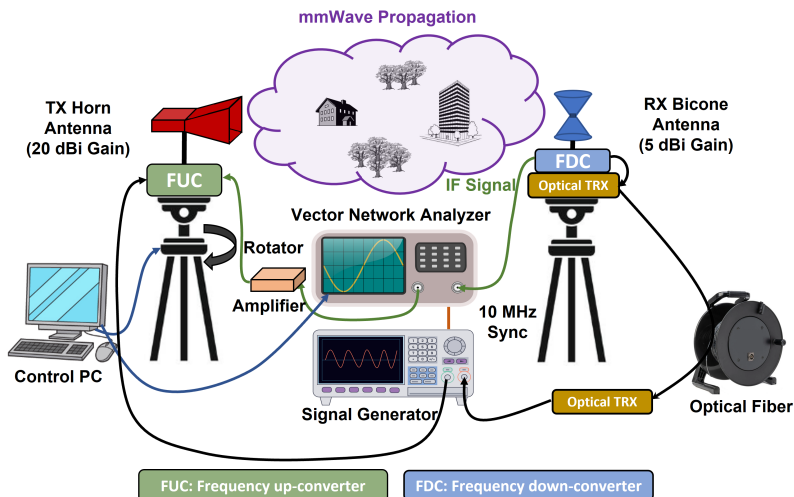 mmWave Propagation
TX Horn
Antenna
(20 dBi Gain)
RX Bicone
Antenna
(5 dBi Gain)
FUC
FDC
Optical TRX
IF Signal
Vector Network Analyzer
Rotator
Amplifier
10 MHz
Sync
Control PC
Signal Generator
Optical TRX
Optical Fiber
FUC: Frequency up-converter
FDC: Frequency down-converter